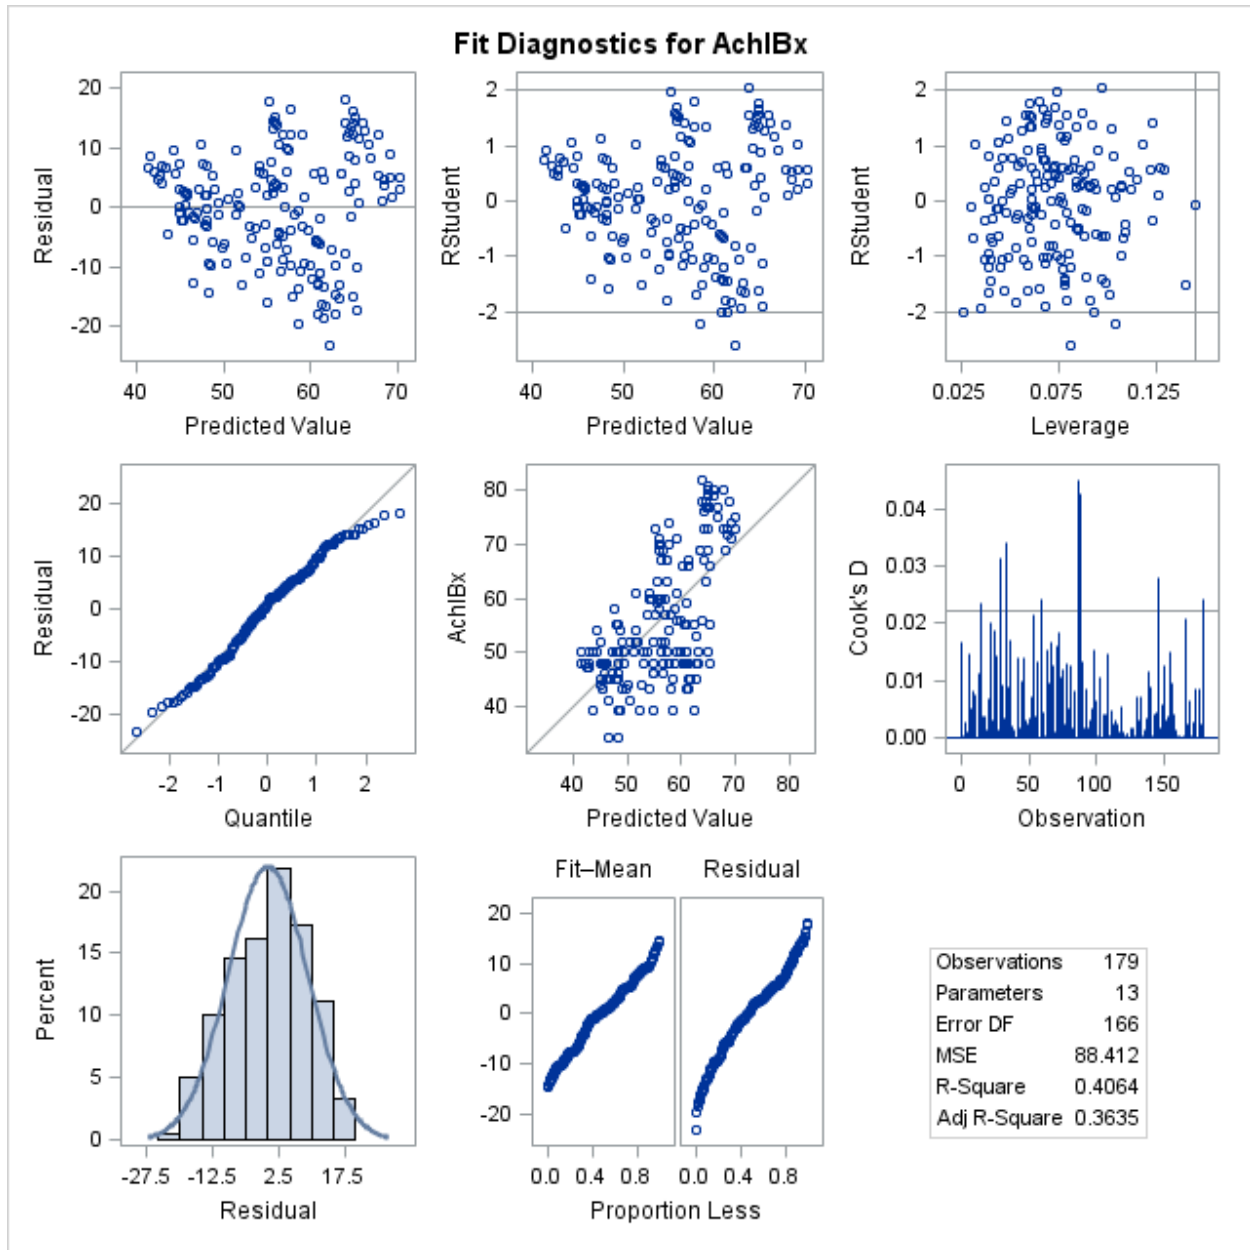 Fit Diagnostics for AchIBx
20
10
0
-10
-20
Residual
40 50 60 70
Predicted Value
2
1
0
-1
-2
RStudent
40 50 60 70
Predicted Value
2
1
0
-1
-2
RStudent
0.025 0.075 0.125
Leverage
20
10
0
-10
-20
Residual
-2 -1 0 1 2
Quantile
80
70
60
50
40
AchIBx
40 50 60 70 80
Predicted Value
0.04
0.03
0.02
0.01
0.00
Cook's D
0 50 100 150
Observation
20
15
10
5
0
Percent
-27.5 -12.5 2.5 17.5
Residual
Fit–Mean Residual
20
10
0
-10
-20
0.0 0.4 0.8 0.0 0.4 0.8
Proportion Less
Observations 179
Parameters 13
Error DF 166
MSE 88.412
R-Square 0.4064
Adj R-Square 0.3635